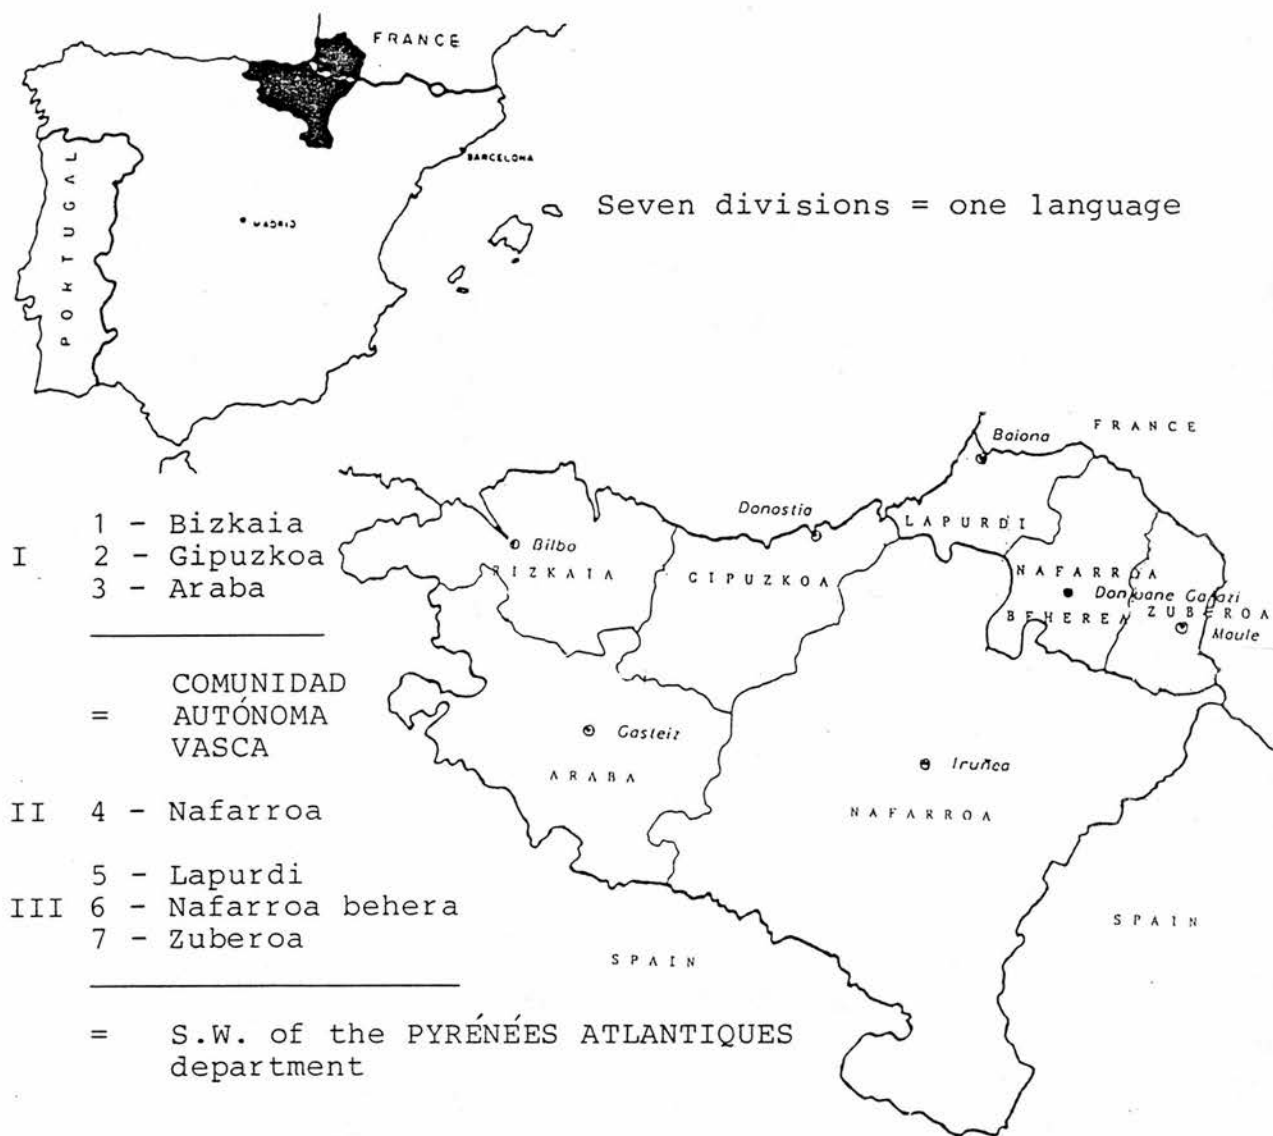 FRANCE
PORTUGAL
BARCELONA
MADRID
Seven divisions = one language
1 - Bizkaia
I 2 - Gipuzkoa
3 - Araba
COMUNIDAD
= AUTÓNOMA
VASCA
II 4 - Nafarroa
5 - Lapurdi
III 6 - Nafarroa behera
7 - Zuberoa
= S.W. of the PYRÉNÉES ATLANTIQUES
department
FRANCE
Baiona
Donostia
LAPURDI
Bilbo
BIZKAIA
GIPUZKOA
NAFARROA
BEHEREA
ZUBEROA
Maule
Gasteiz
ARABA
Iruñea
NAFARROA
SPAIN
SPAIN